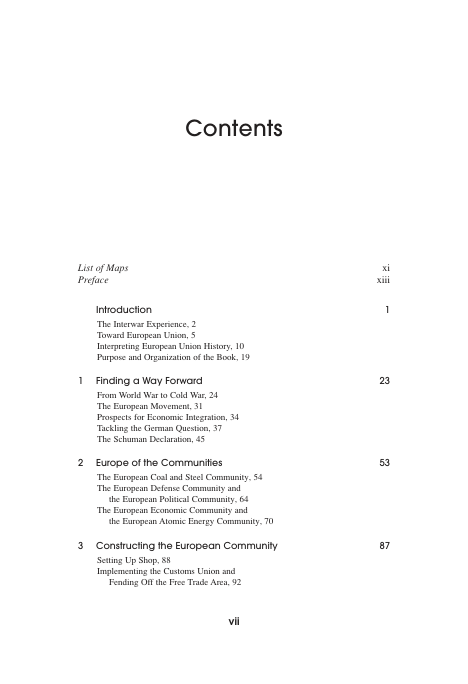 Contents
List of Maps xi
Preface xiii
Introduction 1
The Interwar Experience, 2
Toward European Union, 5
Interpreting European Union History, 10
Purpose and Organization of the Book, 19
1 Finding a Way Forward 23
From World War to Cold War, 24
The European Movement, 31
Prospects for Economic Integration, 34
Tackling the German Question, 37
The Schuman Declaration, 45
2 Europe of the Communities 53
The European Coal and Steel Community, 54
The European Defense Community and
the European Political Community, 64
The European Economic Community and
the European Atomic Energy Community, 70
3 Constructing the European Community 87
Setting Up Shop, 88
Implementing the Customs Union and
Fending Off the Free Trade Area, 92
vii